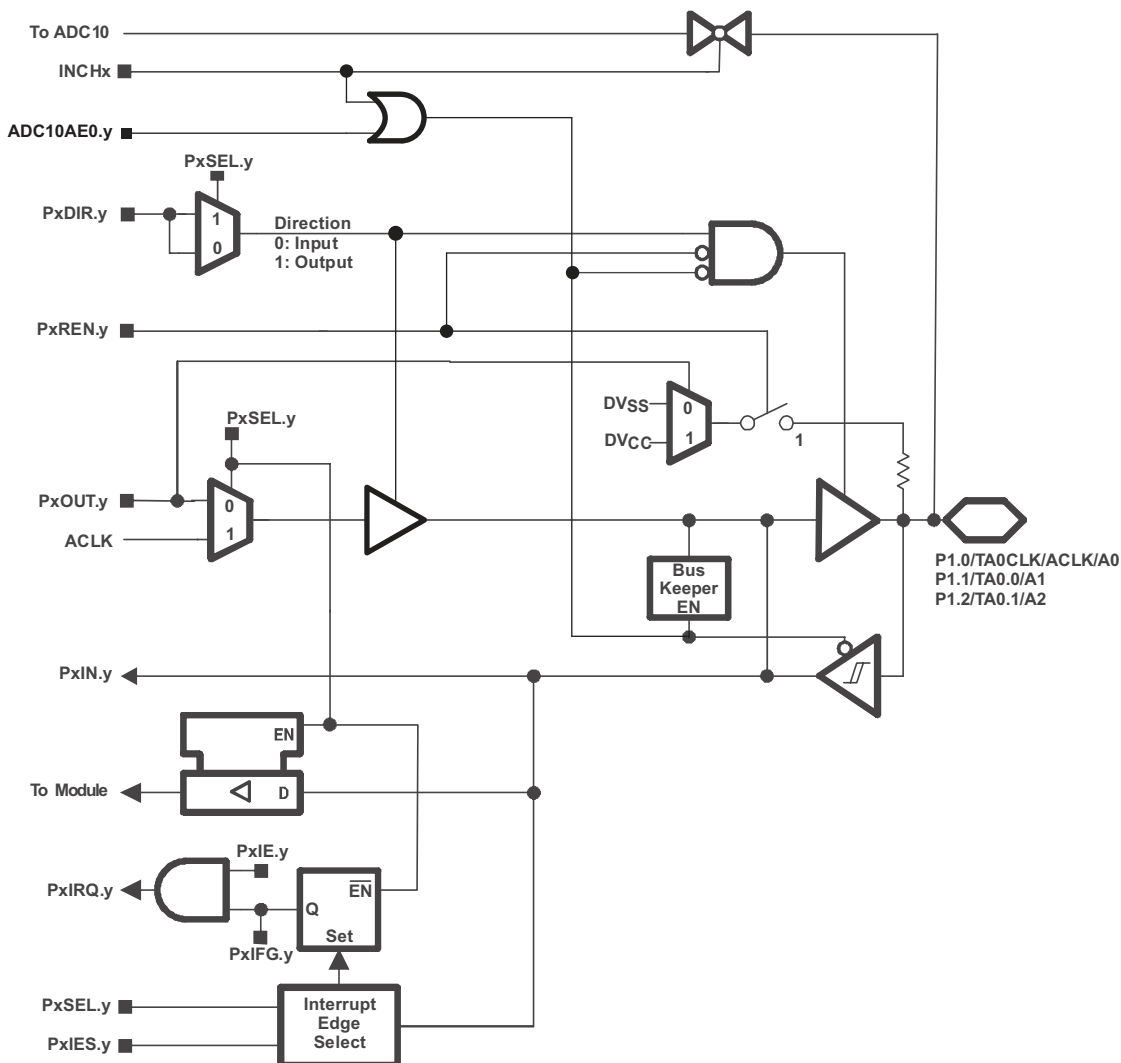 To ADC10
INCHx
ADC10AE0.y
PxSEL.y
PxDIR.y
1
0
Direction
0: Input
1: Output
PxREN.y
DVSS
0
DVCC
1
1
PxSEL.y
PxOUT.y
0
ACLK
1
Bus
Keeper
EN
P1.0/TA0CLK/ACLK/A0
P1.1/TA0.0/A1
P1.2/TA0.1/A2
PxIN.y
EN
To Module
D
PxIE.y
PxIRQ.y
EN
Q
Set
PxIFG.y
PxSEL.y
PxIES.y
Interrupt
Edge
Select